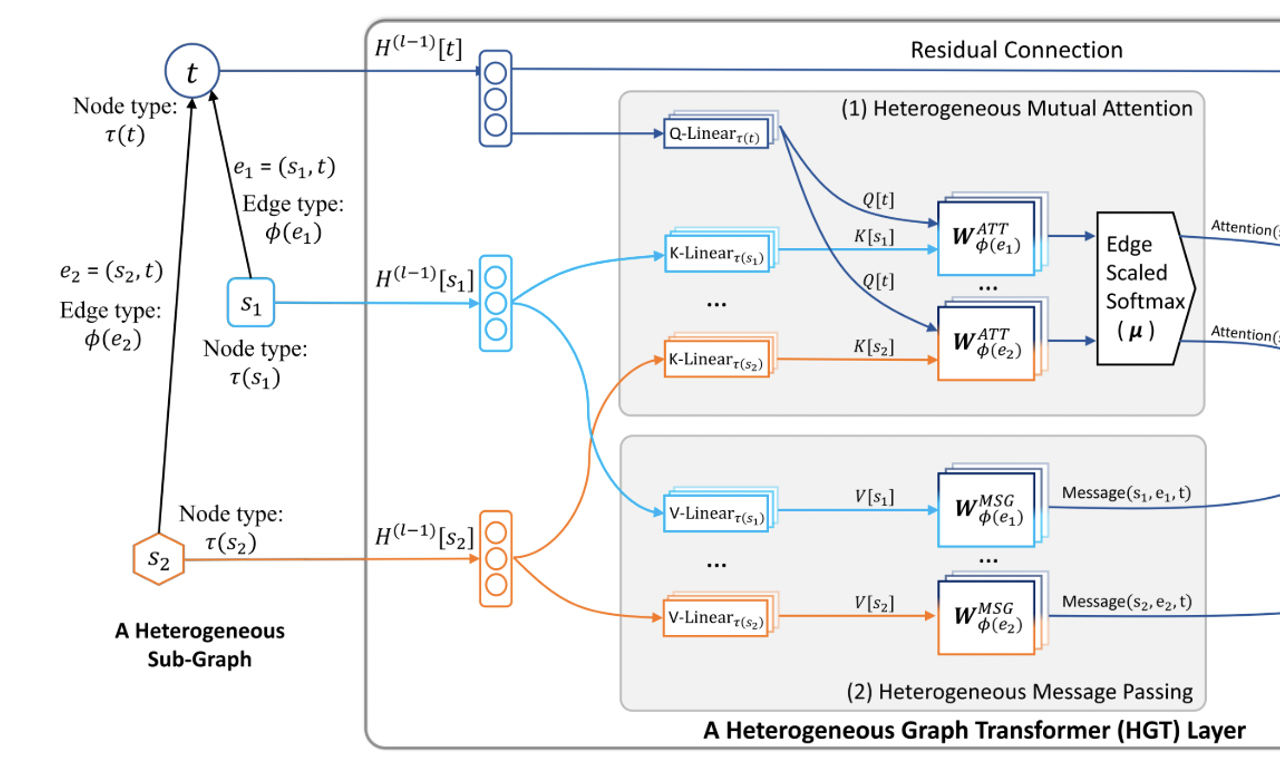 t
Node type:
τ(t)
e₁ = (s₁, t)
Edge type:
ϕ(e₁)
e₂ = (s₂, t)
Edge type:
ϕ(e₂)
s₁
Node type:
τ(s₁)
Node type:
τ(s₂)
s₂
A Heterogeneous
Sub-Graph
H⁽ˡ⁻¹⁾[t]
H⁽ˡ⁻¹⁾[s₁]
H⁽ˡ⁻¹⁾[s₂]
Residual Connection
(1) Heterogeneous Mutual Attention
Q-Linear_τ(t)
Q[t]
K-Linear_τ(s₁)
K[s₁]
...
Q[t]
K-Linear_τ(s₂)
K[s₂]
W^ATT_ϕ(e₁)
...
W^ATT_ϕ(e₂)
Edge
Scaled
Softmax
(μ)
Attention(
Attention(
V-Linear_τ(s₁)
V[s₁]
W^MSG_ϕ(e₁)
Message(s₁, e₁, t)
...
...
V-Linear_τ(s₂)
V[s₂]
W^MSG_ϕ(e₂)
Message(s₂, e₂, t)
(2) Heterogeneous Message Passing
A Heterogeneous Graph Transformer (HGT) Layer